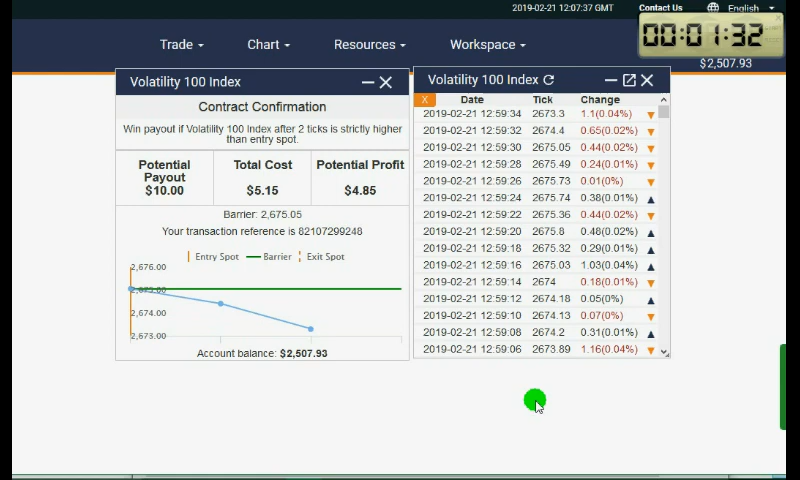 2019-02-21 12:07:37 GMT Contact Us English
00:01:32
Trade Chart Resources Workspace
$2,507.93
Volatility 100 Index
Contract Confirmation
Win payout if Volatility 100 Index after 2 ticks is strictly higher
than entry spot.
Potential Payout $10.00
Total Cost $5.15
Potential Profit $4.85
Barrier: 2,675.05
Your transaction reference is 82107299248
Entry Spot Barrier Exit Spot
2,676.00
2,675.00
2,674.00
2,673.00
Account balance: $2,507.93
Volatility 100 Index
X Date Tick Change
2019-02-21 12:59:34 2673.3 1.1(0.04%)
2019-02-21 12:59:32 2674.4 0.65(0.02%)
2019-02-21 12:59:30 2675.05 0.44(0.02%)
2019-02-21 12:59:28 2675.49 0.24(0.01%)
2019-02-21 12:59:26 2675.73 0.01(0%)
2019-02-21 12:59:24 2675.74 0.38(0.01%)
2019-02-21 12:59:22 2675.36 0.44(0.02%)
2019-02-21 12:59:20 2675.8 0.48(0.02%)
2019-02-21 12:59:18 2675.32 0.29(0.01%)
2019-02-21 12:59:16 2675.03 1.03(0.04%)
2019-02-21 12:59:14 2674 0.18(0.01%)
2019-02-21 12:59:12 2674.18 0.05(0%)
2019-02-21 12:59:10 2674.13 0.07(0%)
2019-02-21 12:59:08 2674.2 0.31(0.01%)
2019-02-21 12:59:06 2673.89 1.16(0.04%)